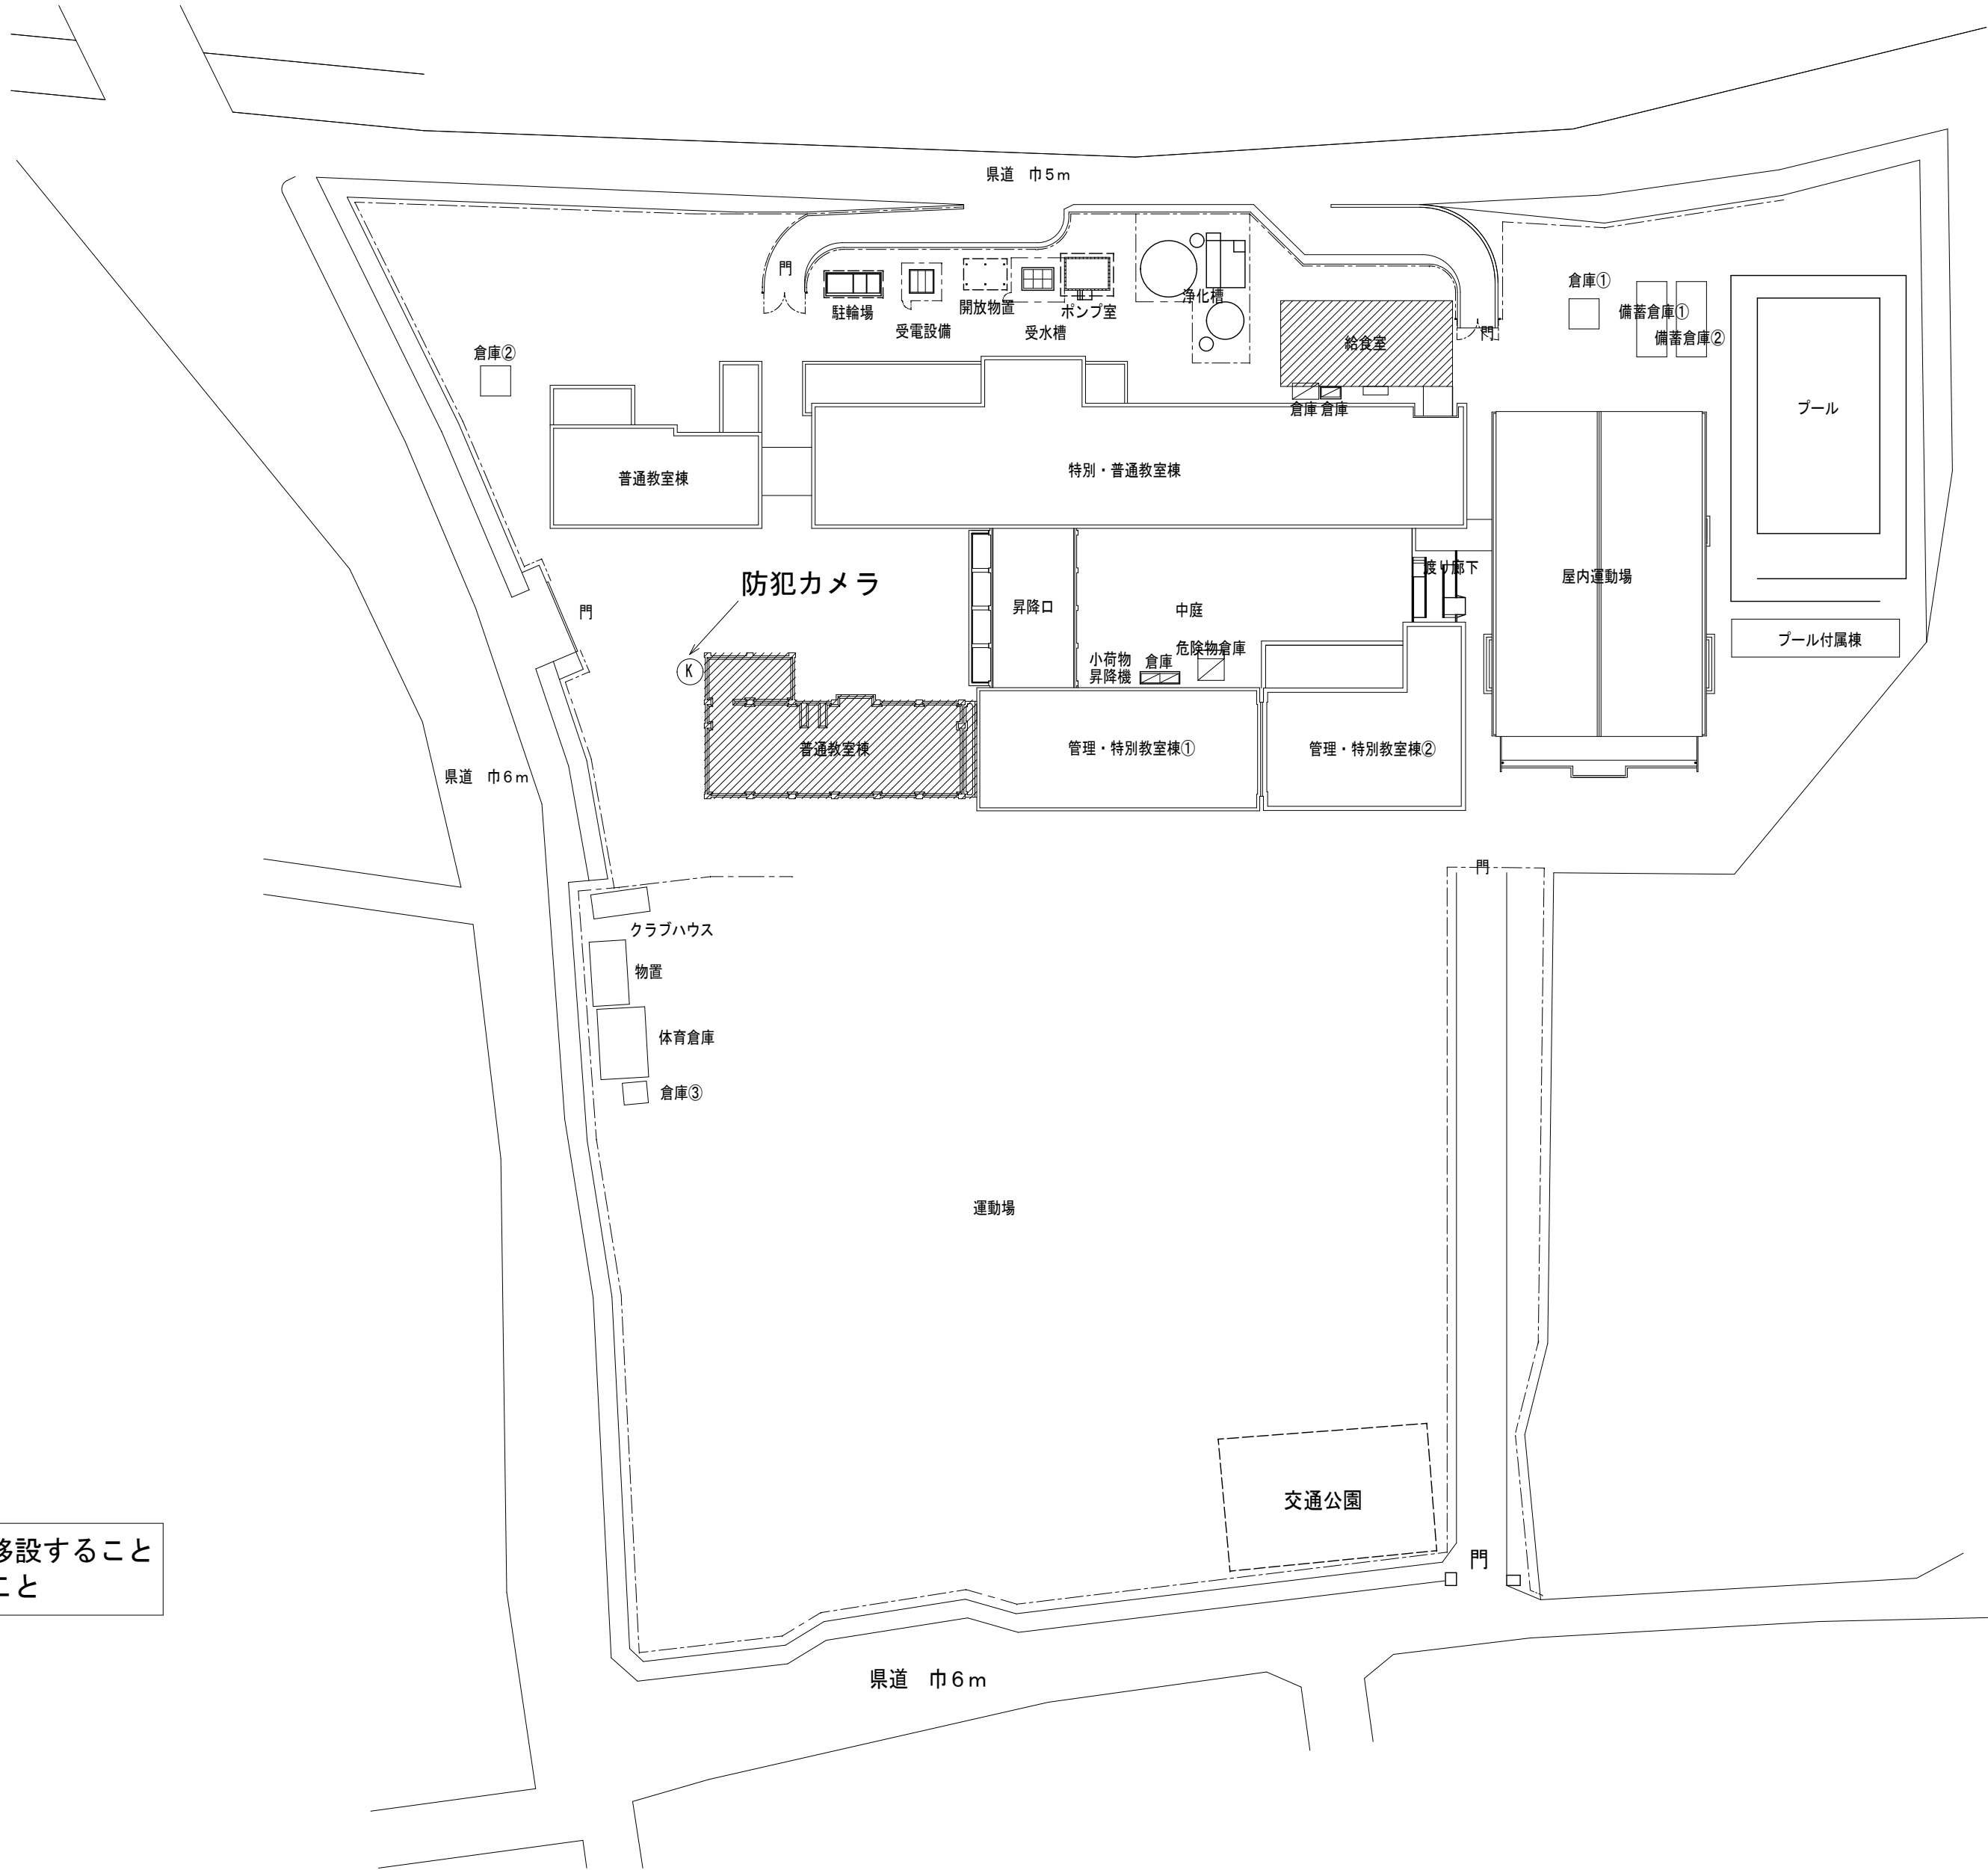 県道　巾5m
門
駐輪場
受電設備
開放物置
受水槽
ポンプ室
浄化槽
給食室
門
倉庫①
備蓄倉庫①
備蓄倉庫②
倉庫②
倉庫 倉庫
プール
普通教室棟
特別・普通教室棟
渡り廊下
屋内運動場
防犯カメラ
門
昇降口
中庭
K
小荷物
昇降機
倉庫
危険物倉庫
プール付属棟
普通教室棟
管理・特別教室棟①
管理・特別教室棟②
県道　巾6m
門
クラブハウス
物置
体育倉庫
倉庫③
運動場
交通公園
門
移設すること
こと
県道　巾6m